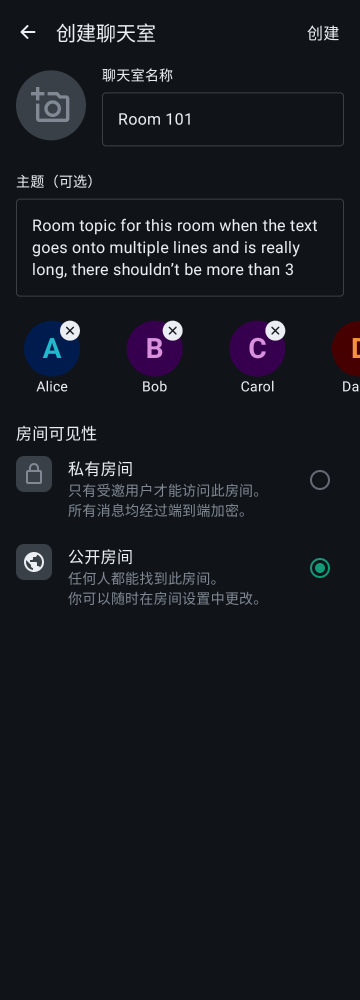 创建聊天室
创建
聊天室名称
Room 101
主题（可选）
Room topic for this room when the text
goes onto multiple lines and is really
long, there shouldn’t be more than 3
A
B
C
Alice
Bob
Carol
Da
房间可见性
私有房间
只有受邀用户才能访问此房间。
所有消息均经过端到端加密。
公开房间
任何人都能找到此房间。
你可以随时在房间设置中更改。